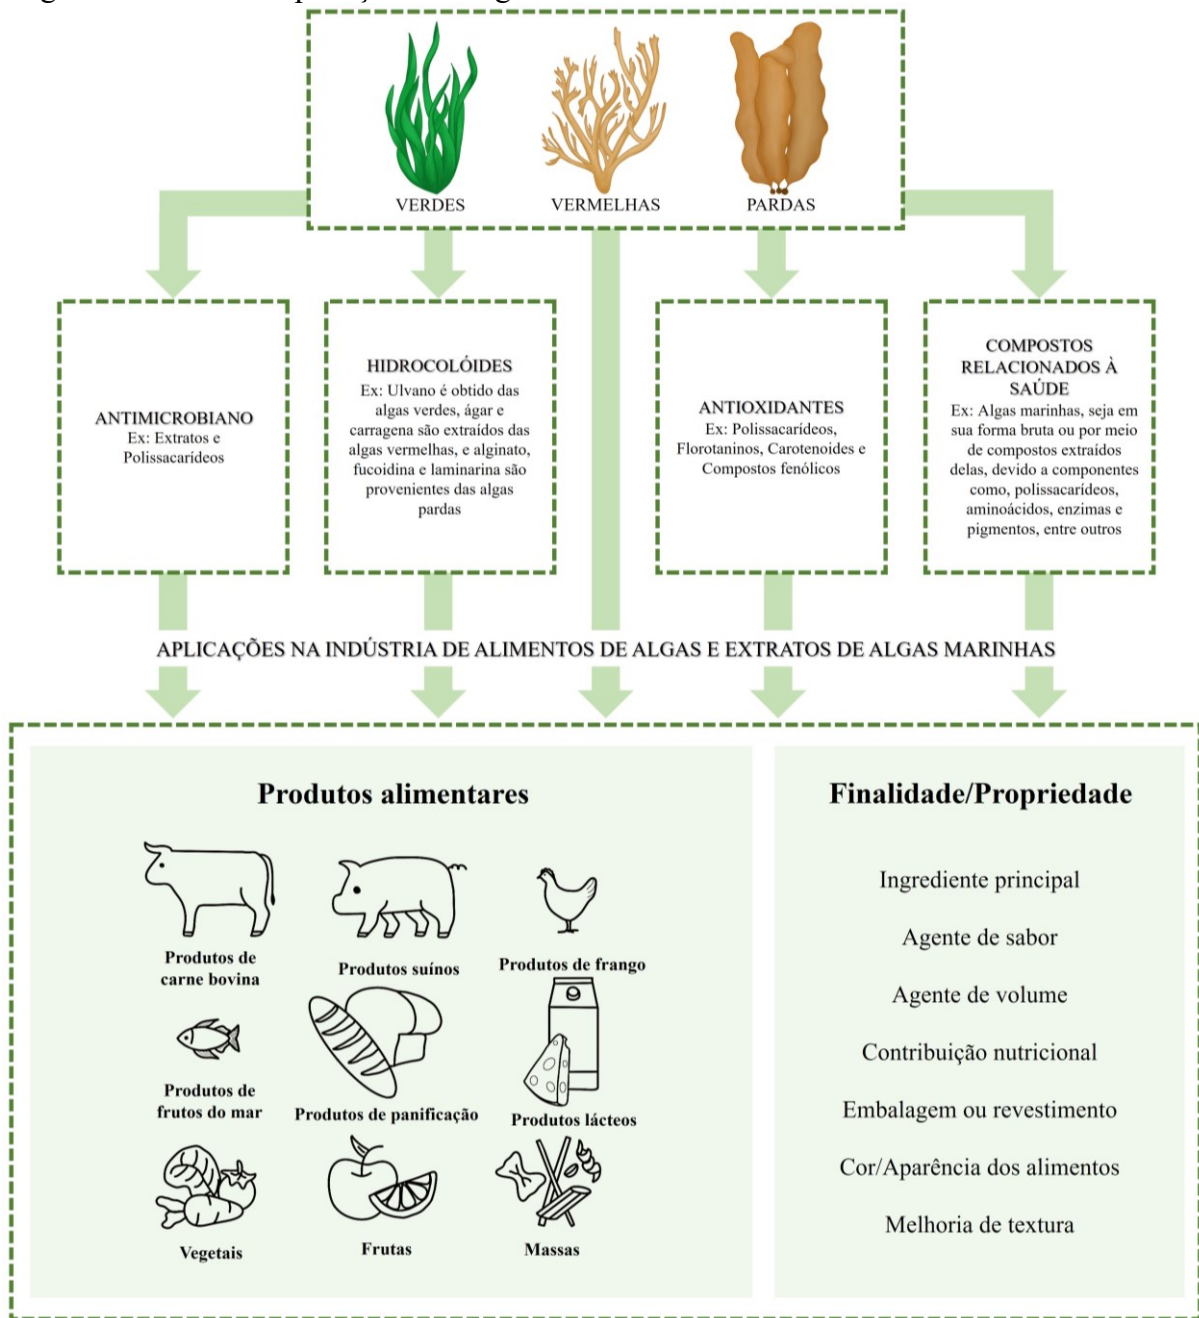 VERDES
VERMELHAS
PARDAS
ANTIMICROBIANO
Ex: Extratos e
Polissacarídeos
HIDROCOLÓIDES
Ex: Ulvano é obtido das
algas verdes, ágar e
carragena são extraídos das
algas vermelhas, e alginato,
fucoidina e laminarina são
provenientes das algas
pardas
ANTIOXIDANTES
Ex: Polissacarídeos,
Florotaninos, Carotenoides e
Compostos fenólicos
COMPOSTOS
RELACIONADOS À
SAÚDE
Ex: Algas marinhas, seja em
sua forma bruta ou por meio
de compostos extraídos
delas, devido a componentes
como, polissacarídeos,
aminoácidos, enzimas e
pigmentos, entre outros
APLICAÇÕES NA INDÚSTRIA DE ALIMENTOS DE ALGAS E EXTRATOS DE ALGAS MARINHAS
Produtos alimentares
Produtos de
carne bovina
Produtos suínos
Produtos de frango
Produtos de
frutos do mar
Produtos de panificação
Produtos lácteos
Vegetais
Frutas
Massas
Finalidade/Propriedade
Ingrediente principal
Agente de sabor
Agente de volume
Contribuição nutricional
Embalagem ou revestimento
Cor/Aparência dos alimentos
Melhoria de textura